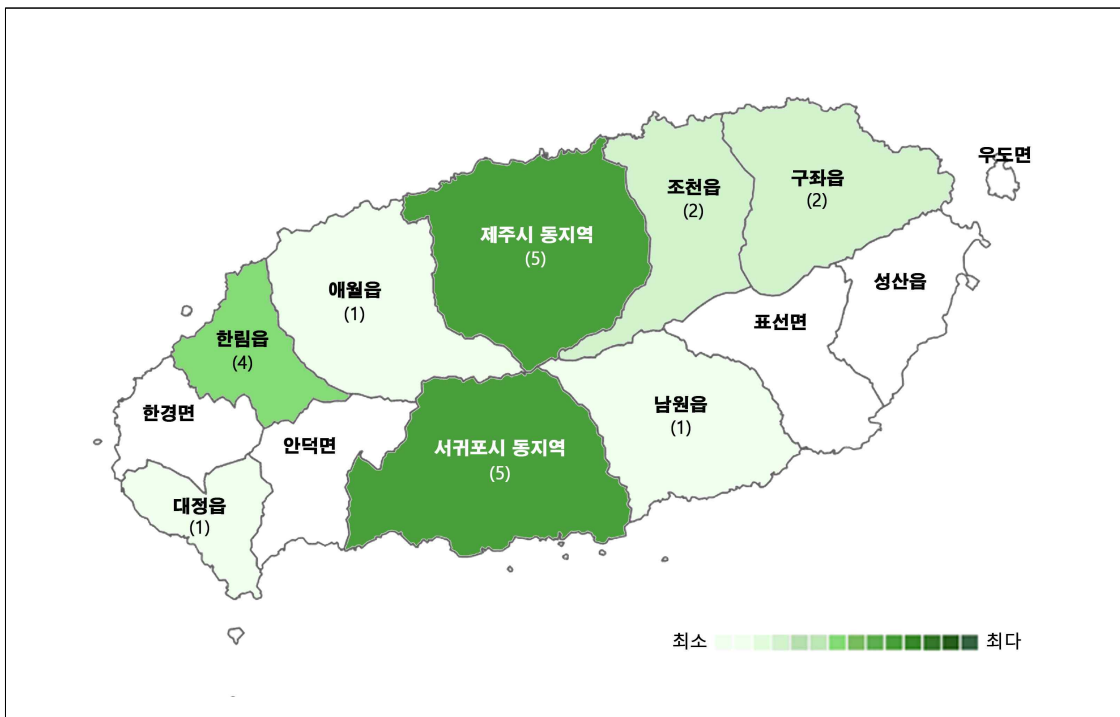 우도면
구좌읍
(2)
조천읍
(2)
제주시 동지역
(5)
성산읍
애월읍
(1)
표선면
한림읍
(4)
남원읍
(1)
한경면
안덕면
서귀포시 동지역
(5)
대정읍
(1)
최소
최다